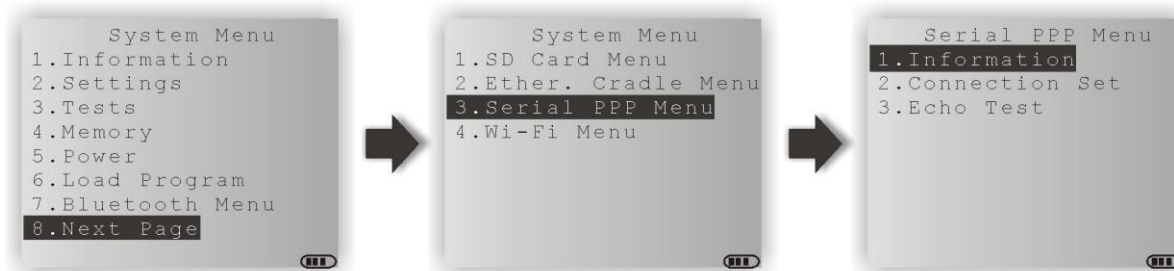 System Menu
1.Information
2.Settings
3.Tests
4.Memory
5.Power
6.Load Program
7.Bluetooth Menu
8.Next Page
System Menu
1.SD Card Menu
2.Ether. Cradle Menu
3.Serial PPP Menu
4.Wi-Fi Menu
Serial PPP Menu
1.Information
2.Connection Set
3.Echo Test